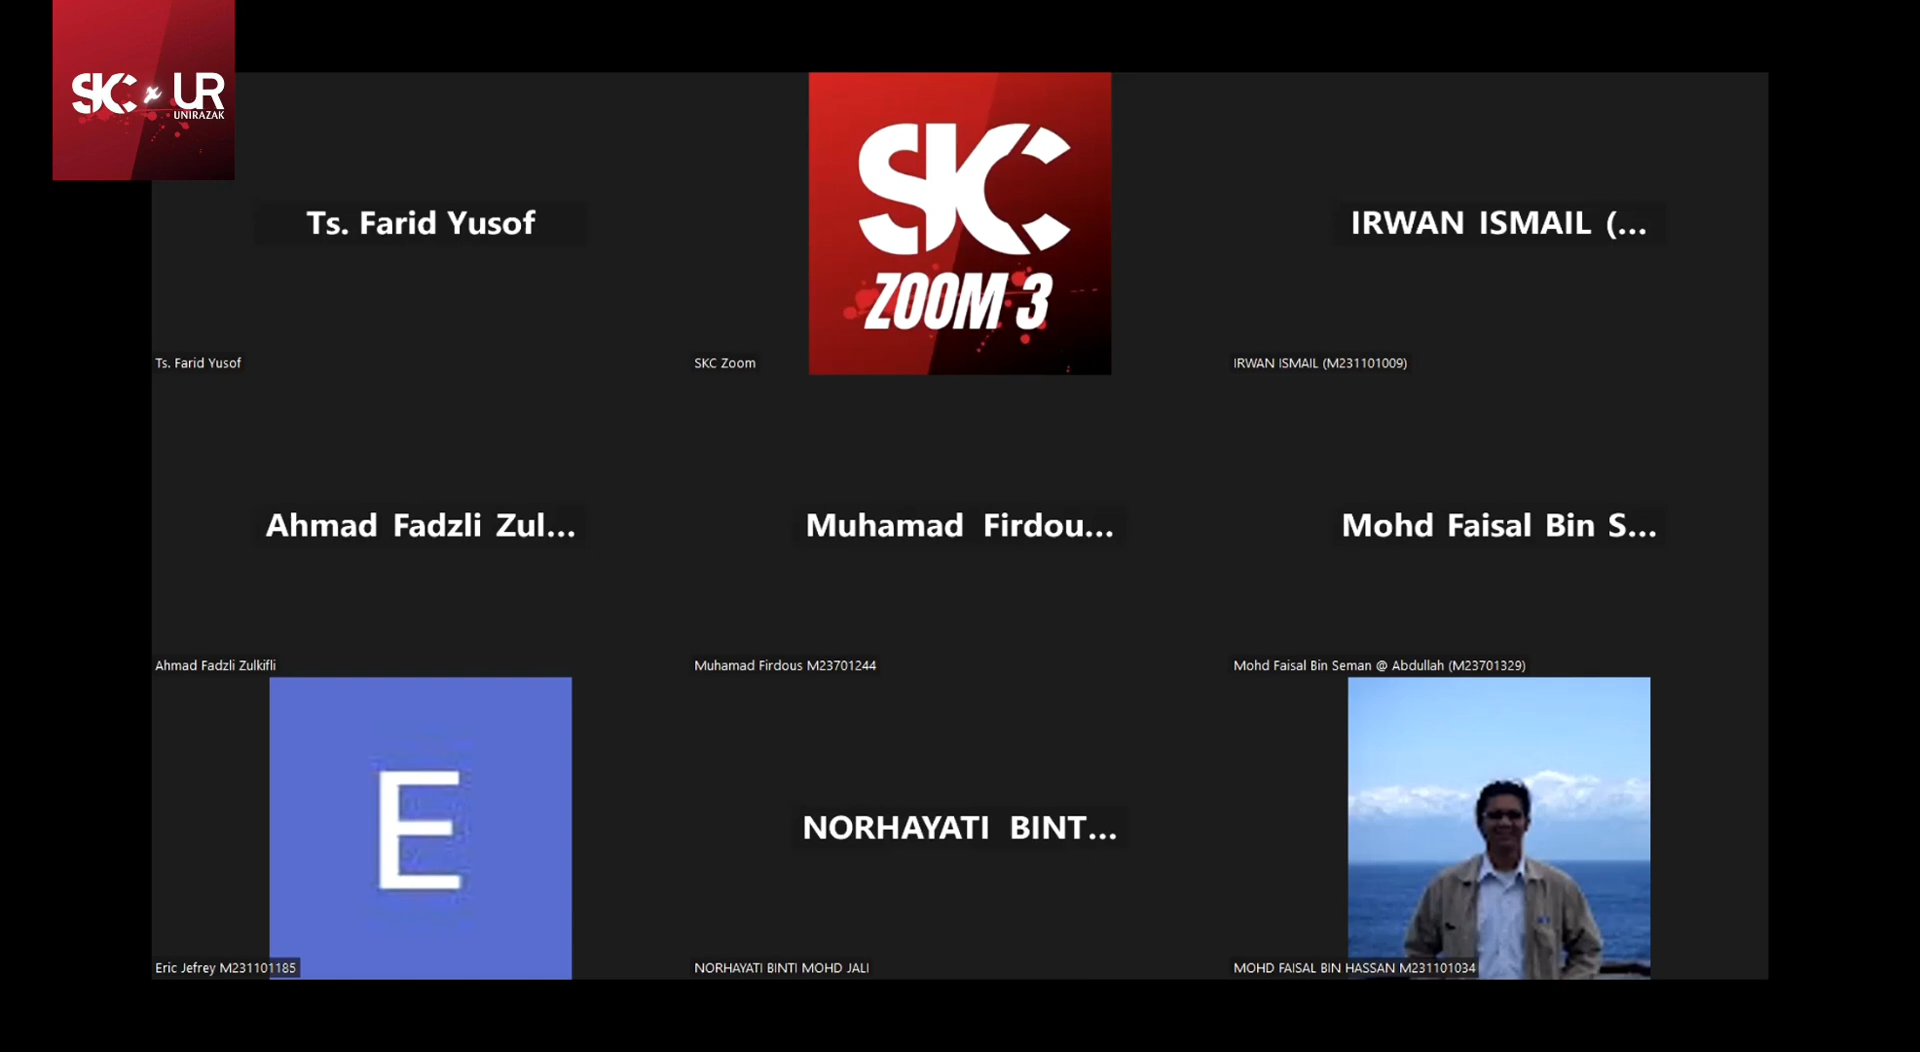 SKC x UR
UNIRAZAK
Ts. Farid Yusof
Ts. Farid Yusof
SKC
ZOOM 3
SKC Zoom
IRWAN ISMAIL (...
IRWAN ISMAIL (M231101009)
Ahmad Fadzli Zul...
Ahmad Fadzli Zulkifli
Muhamad Firdou...
Muhamad Firdous M23701244
Mohd Faisal Bin S...
Mohd Faisal Bin Seman @ Abdullah (M23701329)
E
Eric Jefrey M231101185
NORHAYATI BINT...
NORHAYATI BINTI MOHD JALI
MOHD FAISAL BIN HASSAN M231101034